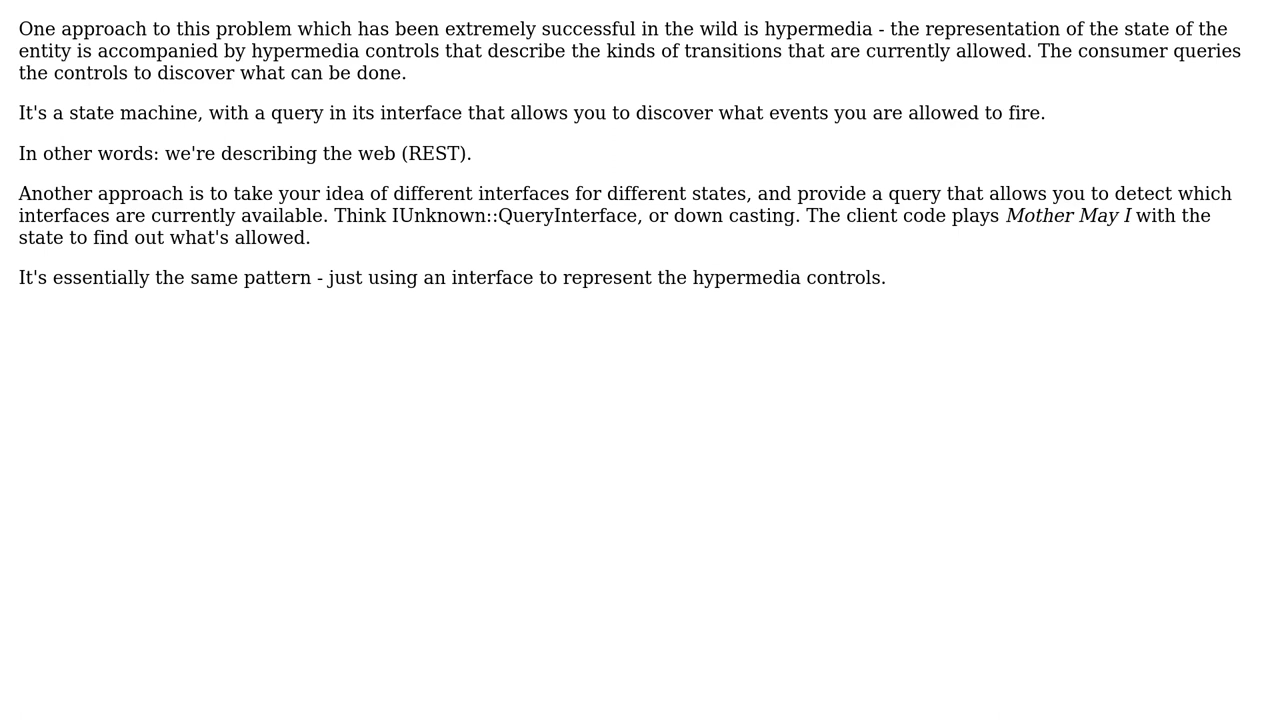 One approach to this problem which has been extremely successful in the wild is hypermedia - the representation of the state of the
entity is accompanied by hypermedia controls that describe the kinds of transitions that are currently allowed. The consumer queries
the controls to discover what can be done.
It's a state machine, with a query in its interface that allows you to discover what events you are allowed to fire.
In other words: we're describing the web (REST).
Another approach is to take your idea of different interfaces for different states, and provide a query that allows you to detect which
interfaces are currently available. Think IUnknown::QueryInterface, or down casting. The client code plays Mother May I with the
state to find out what's allowed.
It's essentially the same pattern - just using an interface to represent the hypermedia controls.